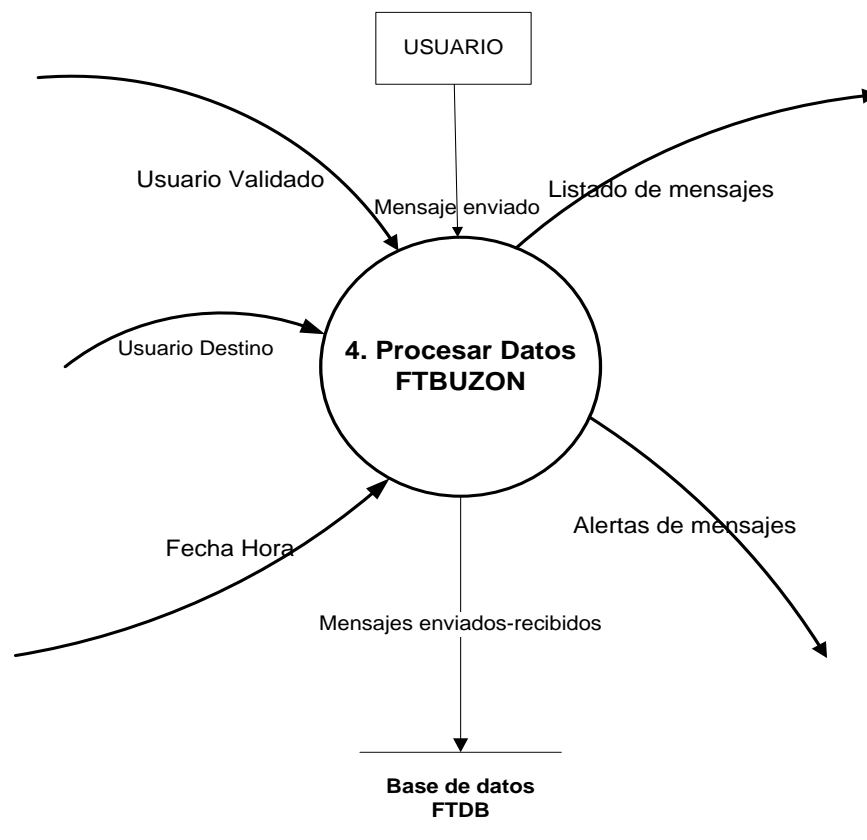 USUARIO
Usuario Validado
Mensaje enviado
Listado de mensajes
Usuario Destino
4. Procesar Datos
FTBUZON
Fecha Hora
Alertas de mensajes
Mensajes enviados-recibidos
Base de datos
FTDB